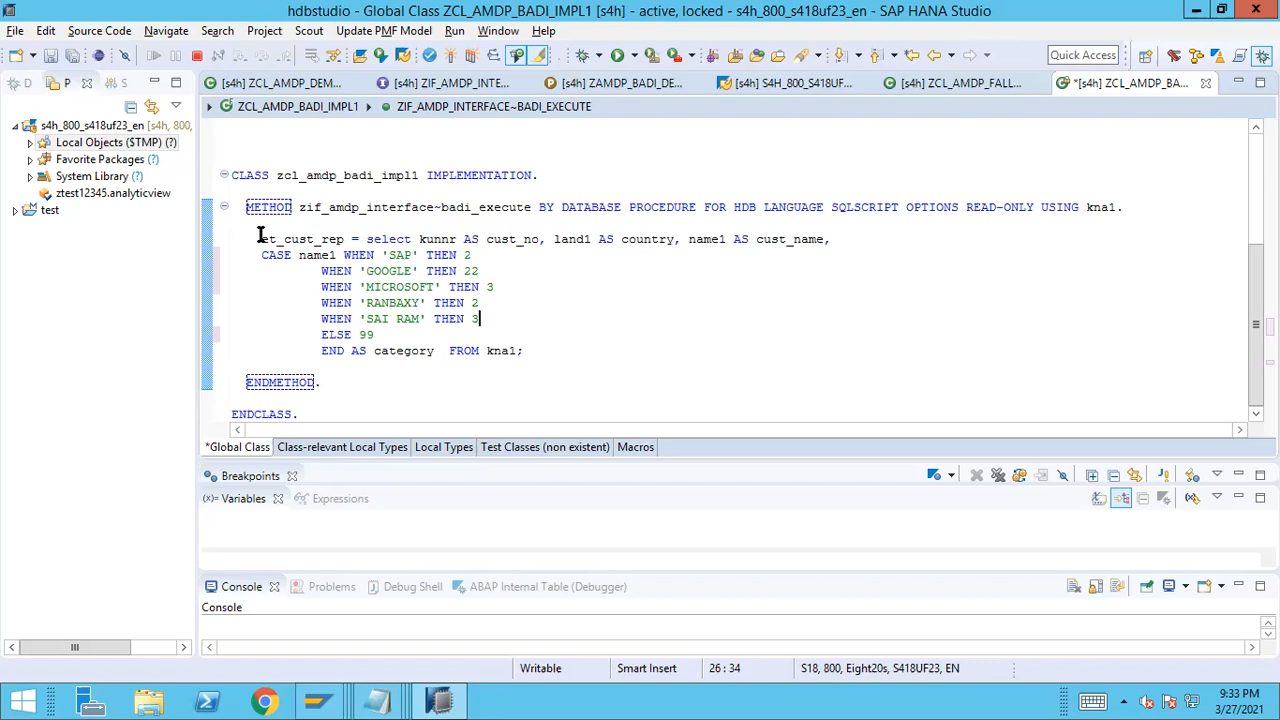 hdbstudio - Global Class ZCL_AMDP_BADI_IMPL1 [s4h] - active, locked - s4h_800_s418uf23_en - SAP HANA Studio
File Edit Source Code Navigate Search Project Scout Update PMF Model Run Window Help
Quick Access
D P S
[s4h] ZCL_AMDP_DEM... [s4h] ZIF_AMDP_INTE... [s4h] ZAMDP_BADI_DE... [s4h] S4H_800_S418UF... [s4h] ZCL_AMDP_FALL... *[s4h] ZCL_AMDP_BA...
ZCL_AMDP_BADI_IMPL1 ZIF_AMDP_INTERFACE~BADI_EXECUTE
s4h_800_s418uf23_en [s4h, 800,
Local Objects ($TMP) (?)
Favorite Packages (?)
System Library (?)
ztest12345.analyticview
test
CLASS zcl_amdp_badi_impl1 IMPLEMENTATION.
METHOD zif_amdp_interface~badi_execute BY DATABASE PROCEDURE FOR HDB LANGUAGE SQLSCRIPT OPTIONS READ-ONLY USING kna1.
et_cust_rep = select kunnr AS cust_no, land1 AS country, name1 AS cust_name,
CASE name1 WHEN 'SAP' THEN 2
WHEN 'GOOGLE' THEN 22
WHEN 'MICROSOFT' THEN 3
WHEN 'RANBAXY' THEN 2
WHEN 'SAI RAM' THEN 3
ELSE 99
END AS category FROM kna1;
ENDMETHOD.
ENDCLASS.
*Global Class Class-relevant Local Types Local Types Test Classes (non existent) Macros
Breakpoints
(x)= Variables Expressions
Console Problems Debug Shell ABAP Internal Table (Debugger)
Console
Writable Smart Insert 26 : 34 S18, 800, Eight20s, S418UF23, EN
9:33 PM
3/27/2021